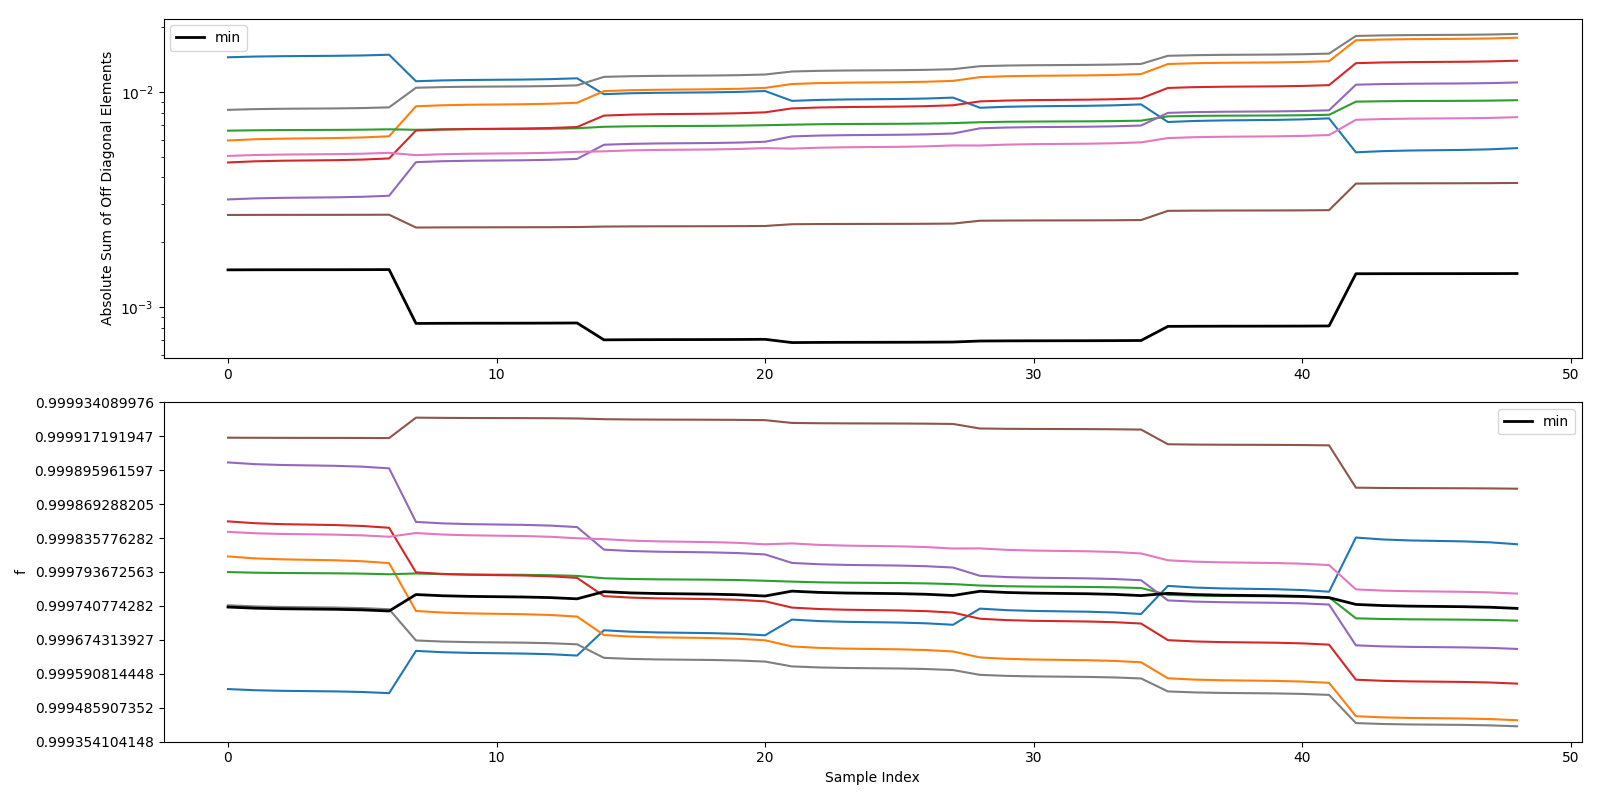 Absolute Sum of Off Diagonal Elements
min
10⁻²
10⁻³
0 10 20 30 40 50
f
min
0.999934089976
0.999917191947
0.999895961597
0.999869288205
0.999835776282
0.999793672563
0.999740774282
0.999674313927
0.999590814448
0.999485907352
0.999354104148
0 10 20 30 40 50
Sample Index